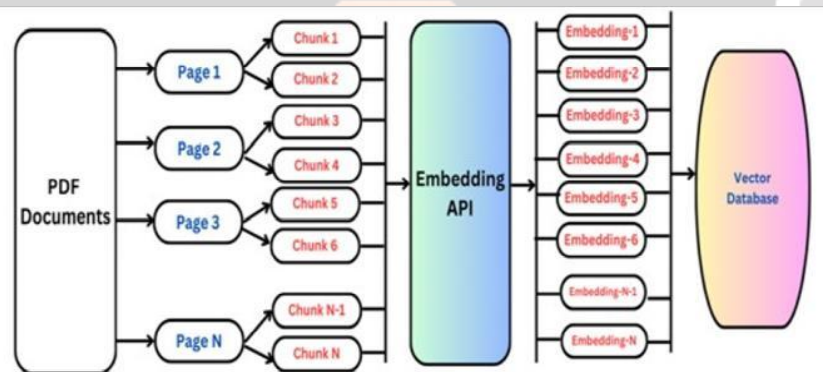 PDF
Documents
Page 1
Page 2
Page 3
Page N
Chunk 1
Chunk 2
Chunk 3
Chunk 4
Chunk 5
Chunk 6
Chunk N-1
Chunk N
Embedding
API
Embedding-1
Embedding-2
Embedding-3
Embedding-4
Embedding-5
Embedding-6
Embedding-N-1
Embedding-N
Vector
Database